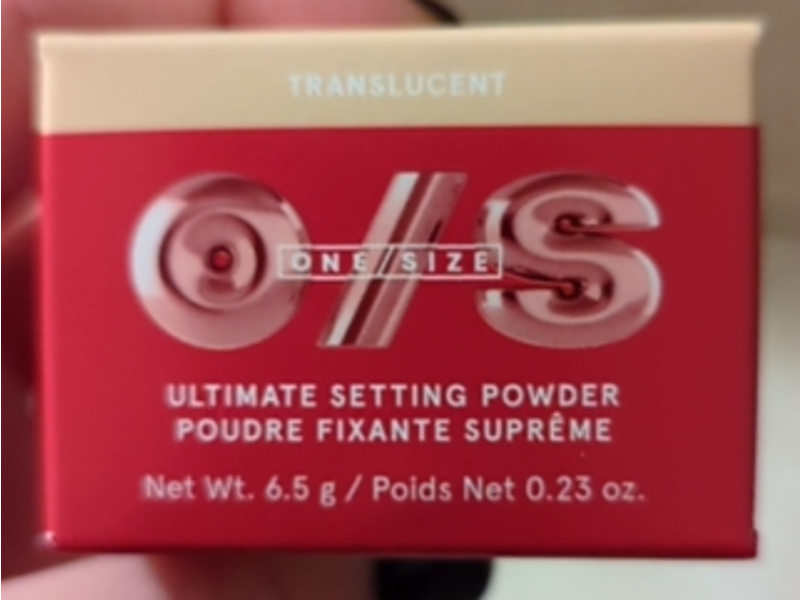 TRANSLUCENT
O/S
ONE/SIZE
ULTIMATE SETTING POWDER
POUDRE FIXANTE SUPRÊME
Net Wt. 6.5 g / Poids Net 0.23 oz.